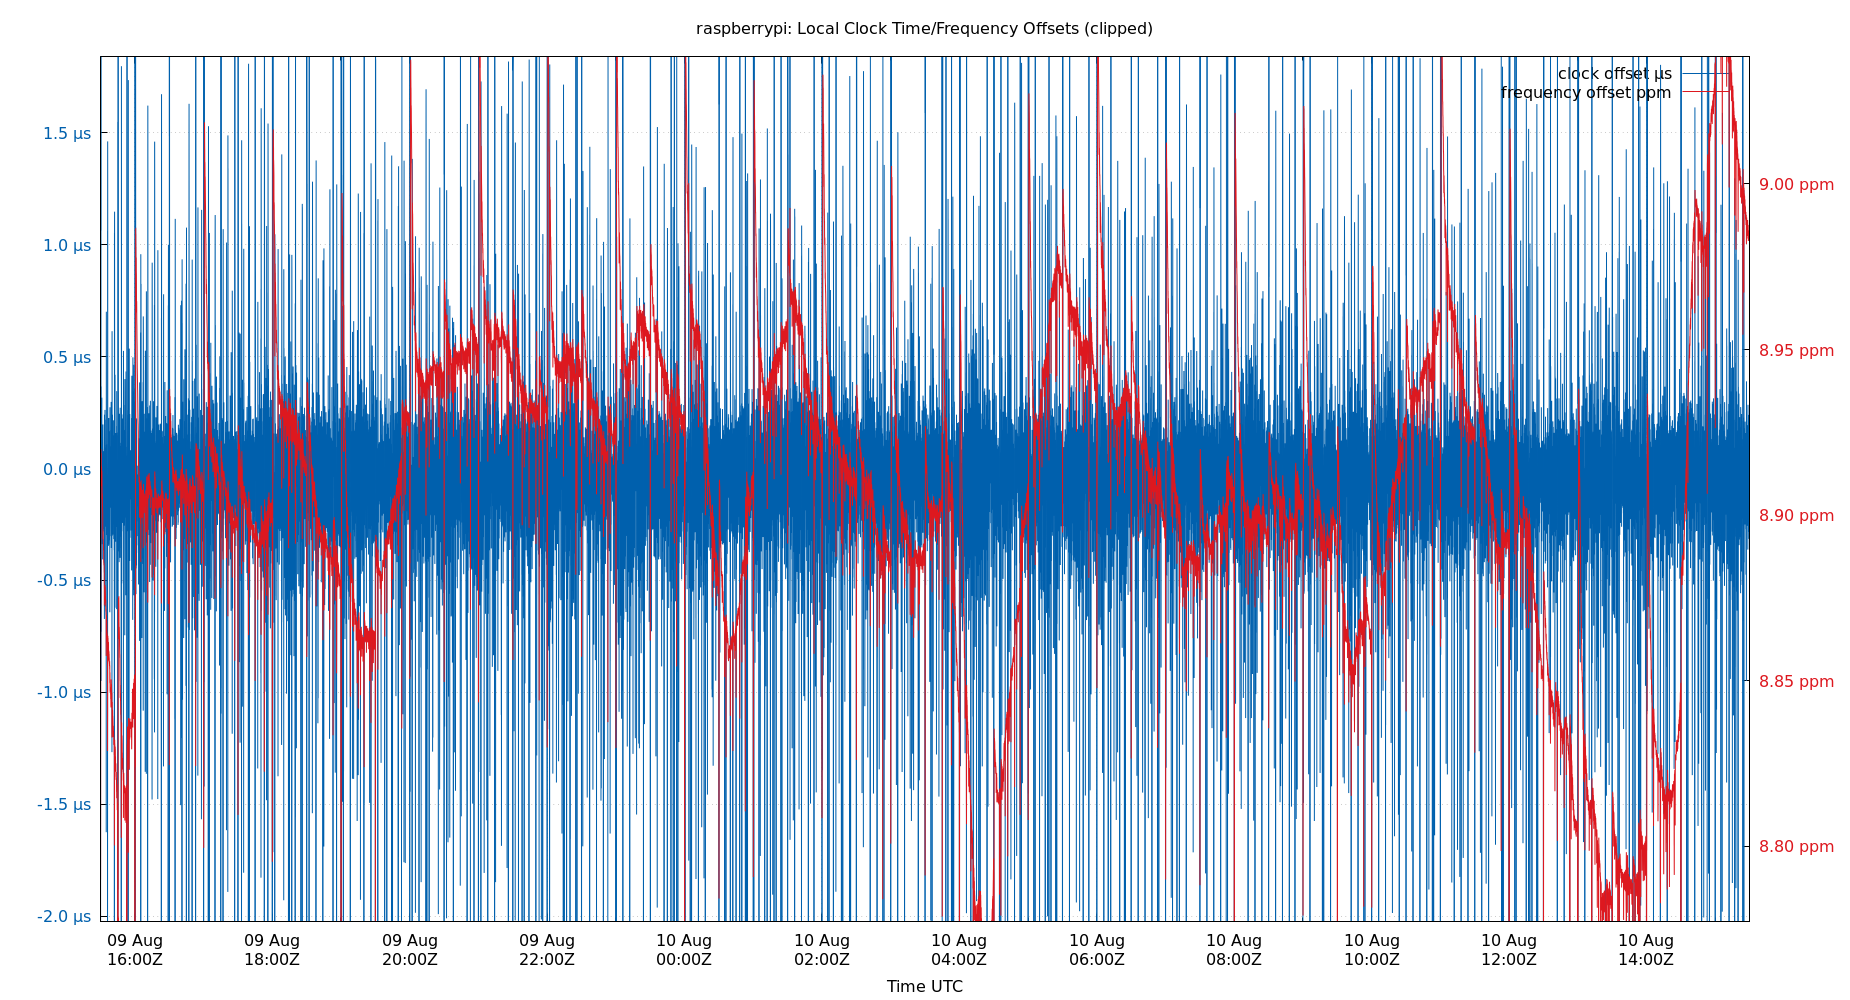 raspberrypi: Local Clock Time/Frequency Offsets (clipped)
clock offset µs
frequency offset ppm
1.5 µs
1.0 µs
0.5 µs
0.0 µs
-0.5 µs
-1.0 µs
-1.5 µs
-2.0 µs
9.00 ppm
8.95 ppm
8.90 ppm
8.85 ppm
8.80 ppm
09 Aug 09 Aug 09 Aug 09 Aug 10 Aug 10 Aug 10 Aug 10 Aug 10 Aug 10 Aug 10 Aug 10 Aug
16:00Z 18:00Z 20:00Z 22:00Z 00:00Z 02:00Z 04:00Z 06:00Z 08:00Z 10:00Z 12:00Z 14:00Z
Time UTC